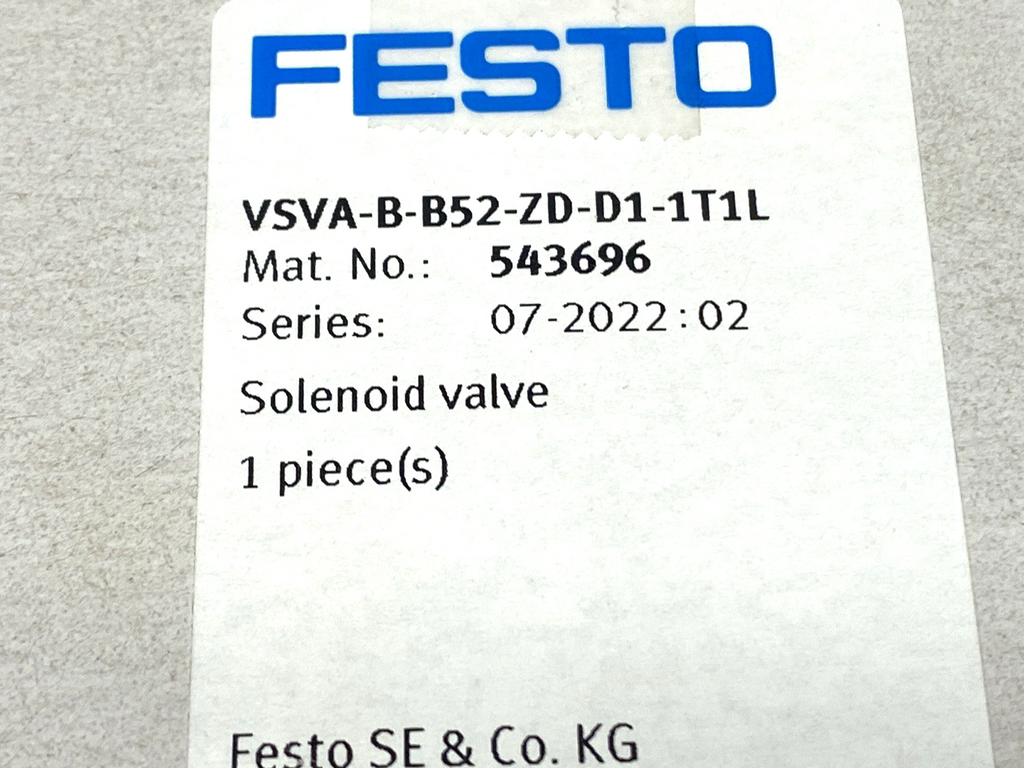 FESTO
VSVA-B-B52-ZD-D1-1T1L
Mat. No.: 543696
Series: 07-2022:02
Solenoid valve
1 piece(s)
Festo SE & Co. KG